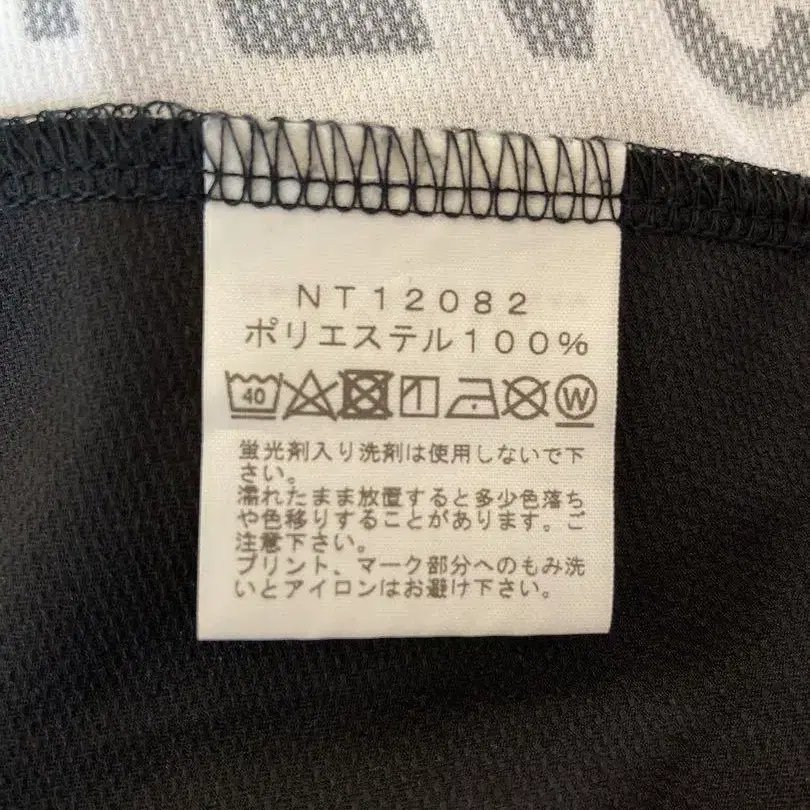 NT12082
ポリエステル100%
40 W
蛍光剤入り洗剤は使用しないで下
さい。
濡れたまま放置すると多少色落ち
や色移りすることがあります。ご
注意下さい。
プリント、マーク部分へのもみ洗
いとアイロンはお避け下さい。